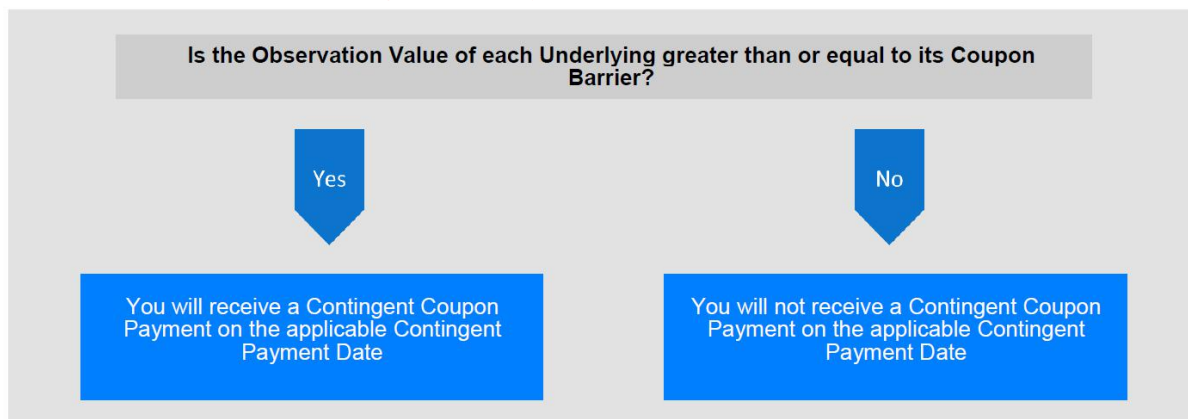 Is the Observation Value of each Underlying greater than or equal to its Coupon
Barrier?
Yes
No
You will receive a Contingent Coupon
Payment on the applicable Contingent
Payment Date
You will not receive a Contingent Coupon
Payment on the applicable Contingent
Payment Date